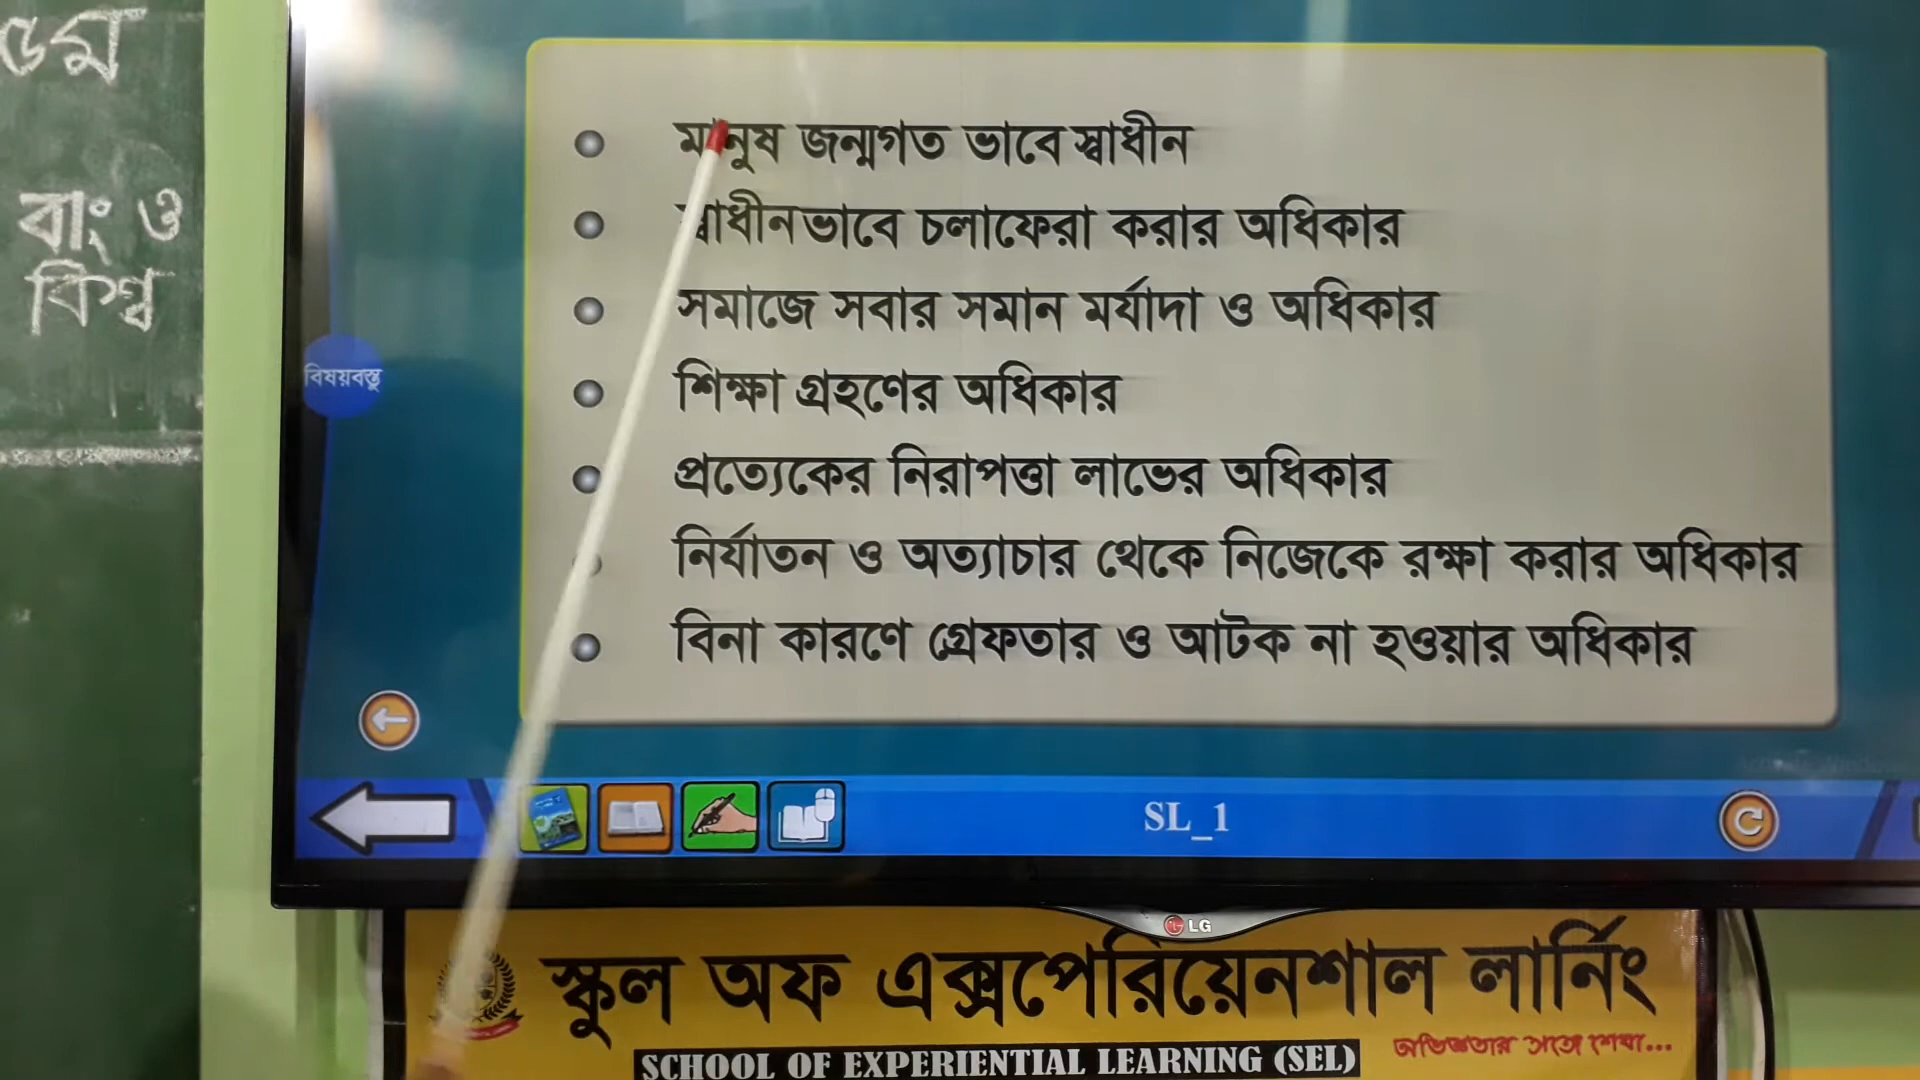 ৫ম
বাং ও
বিশ্ব
মানুষ জন্মগত ভাবে স্বাধীন
স্বাধীনভাবে চলাফেরা করার অধিকার
সমাজে সবার সমান মর্যাদা ও অধিকার
শিক্ষা গ্রহণের অধিকার
প্রত্যেকের নিরাপত্তা লাভের অধিকার
নির্যাতন ও অত্যাচার থেকে নিজেকে রক্ষা করার অধিকার
বিনা কারণে গ্রেফতার ও আটক না হওয়ার অধিকার
বিষয়বস্তু
SL_1
LG
স্কুল অফ এক্সপেরিয়েনশাল লার্নিং
অভিজ্ঞতার সাথে শেখা...
SCHOOL OF EXPERIENTIAL LEARNING (SEL)